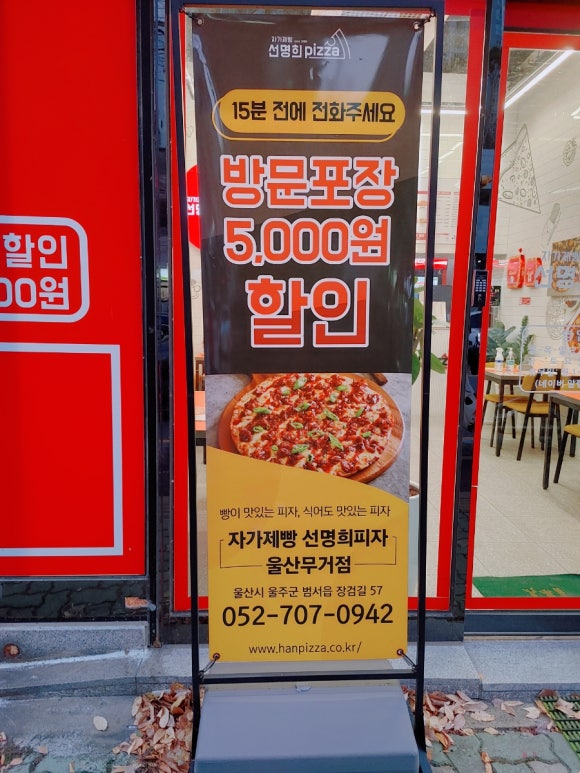 자가제빵
선명희pizza
15분 전에 전화주세요
방문포장
5,000원
할인
빵이 맛있는 피자, 식어도 맛있는 피자
자가제빵 선명희피자
울산무거점
울산시 울주군 범서읍 장검길 57
052-707-0942
www.hanpizza.co.kr/
할인
00원